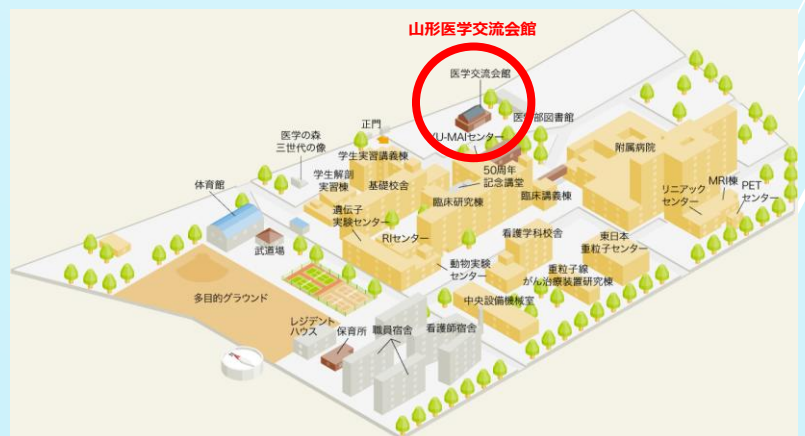 山形医学交流会館
医学交流会館
医学部図書館
YU-MAIセンター
正門
医学の森
三世代の像
学生実習講義棟
50周年
記念講堂
附属病院
学生解剖
実習棟
基礎校舎
臨床研究棟
臨床講義棟
MRI棟
リニアック
センター
PET
センター
体育館
遺伝子
実験センター
RIセンター
看護学科校舎
東日本
重粒子センター
武道場
動物実験
センター
重粒子線
がん治療装置研究棟
多目的グラウンド
中央設備機械室
レジデント
ハウス
保育所
職員宿舎
看護師宿舎